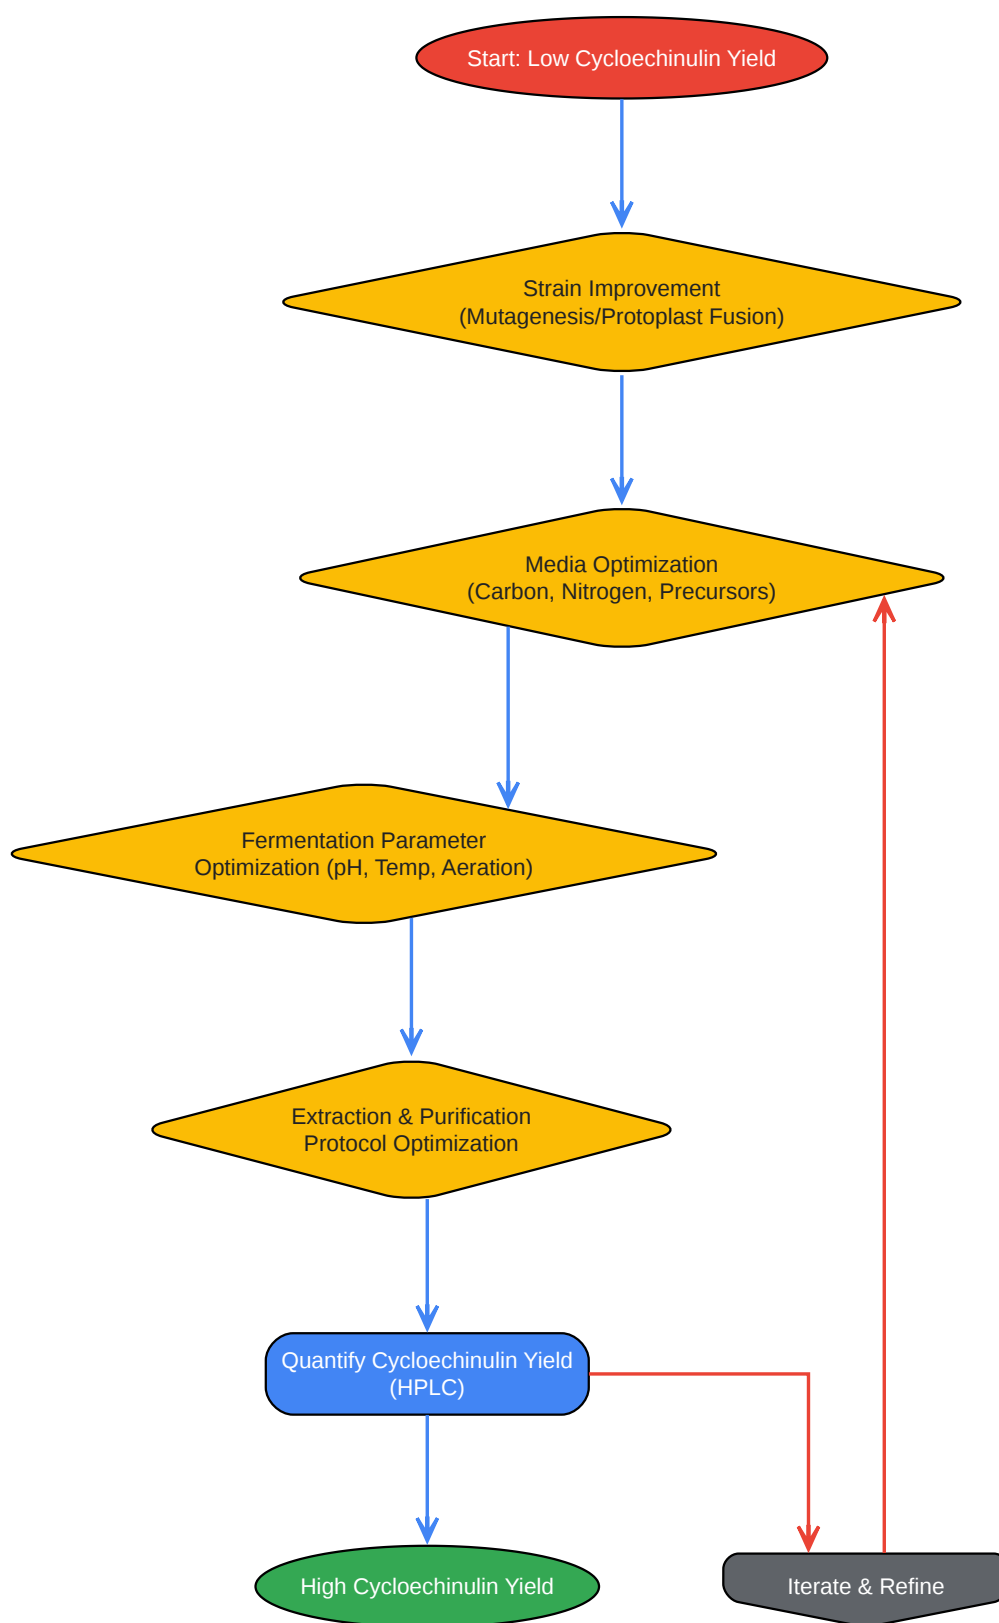 Start: Low Cycloechinulin Yield
Strain Improvement
(Mutagenesis/Protoplast Fusion)
Media Optimization
(Carbon, Nitrogen, Precursors)
Fermentation Parameter
Optimization (pH, Temp, Aeration)
Extraction & Purification
Protocol Optimization
Quantify Cycloechinulin Yield
(HPLC)
High Cycloechinulin Yield
Iterate & Refine